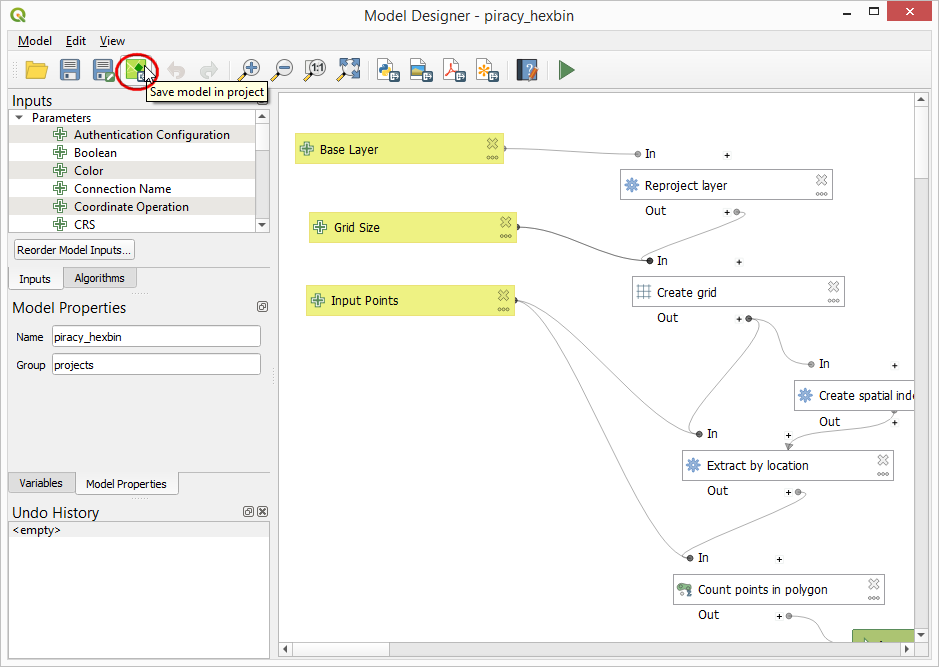 Model Designer - piracy_hexbin
Model Edit View
1:1
Save model in project
Inputs
Parameters
Authentication Configuration
Boolean
Color
Connection Name
Coordinate Operation
CRS
Reorder Model Inputs...
Inputs Algorithms
Model Properties
Name piracy_hexbin
Group projects
Variables Model Properties
Undo History
<empty>
Base Layer
In +
Reproject layer
Out +
Grid Size
In +
Create grid
Out +
Input Points
In +
Create spatial inde
Out +
In +
Extract by location
Out +
In +
Count points in polygon
Out +